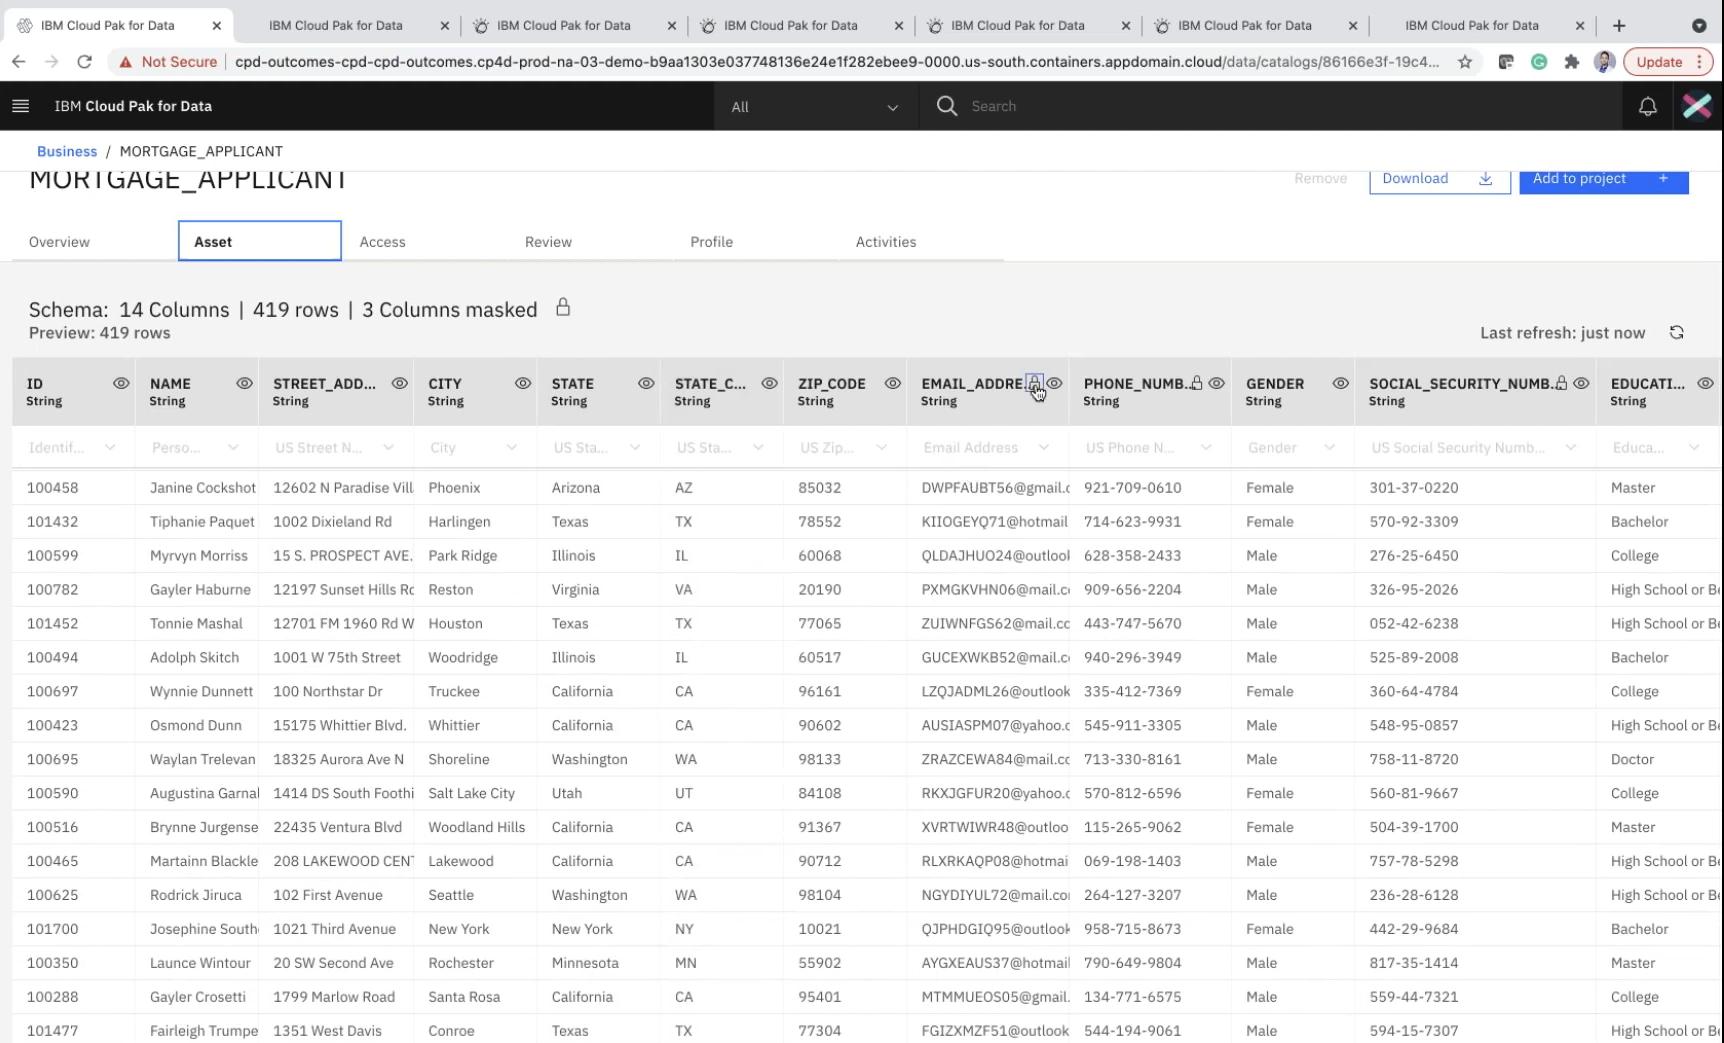 IBM Cloud Pak for Data IBM Cloud Pak for Data IBM Cloud Pak for Data IBM Cloud Pak for Data IBM Cloud Pak for Data IBM Cloud Pak for Data IBM Cloud Pak for Data
Not Secure cpd-outcomes-cpd-cpd-outcomes.cp4d-prod-na-03-demo-b9aa1303e037748136e24e1f282ebee9-0000.us-south.containers.appdomain.cloud/data/catalogs/86166e3f-19c4... Update
IBM Cloud Pak for Data All Search
Business / MORTGAGE_APPLICANT
MORTGAGE_APPLICANT Remove Download Add to project +
Overview Asset Access Review Profile Activities
Schema: 14 Columns | 419 rows | 3 Columns masked
Preview: 419 rows Last refresh: just now
ID NAME STREET_ADD... CITY STATE STATE_C... ZIP_CODE EMAIL_ADDRE... PHONE_NUMB... GENDER SOCIAL_SECURITY_NUMB... EDUCATI...
String String String String String String String String String String String String
Identif... Perso... US Street N... City US Sta... US Sta... US Zip... Email Address US Phone N... Gender US Social Security Numb... Educa...
100458 Janine Cockshot 12602 N Paradise Vill Phoenix Arizona AZ 85032 DWPFAUBT56@gmail.c 921-709-0610 Female 301-37-0220 Master
101432 Tiphanie Paquet 1002 Dixieland Rd Harlingen Texas TX 78552 KIIOGEYQ71@hotmail 714-623-9931 Female 570-92-3309 Bachelor
100599 Myrvyn Morriss 15 S. PROSPECT AVE. Park Ridge Illinois IL 60068 QLDAJHUO24@outlook 628-358-2433 Male 276-25-6450 College
100782 Gayler Haburne 12197 Sunset Hills Rd Reston Virginia VA 20190 PXMGKVHN06@mail.co 909-656-2204 Male 326-95-2026 High School or Be
101452 Tonnie Mashal 12701 FM 1960 Rd W Houston Texas TX 77065 ZUIWNFGS62@mail.co 443-747-5670 Male 052-42-6238 High School or Be
100494 Adolph Skitch 1001 W 75th Street Woodridge Illinois IL 60517 GUCEXWKB52@mail.co 940-296-3949 Male 525-89-2008 Bachelor
100697 Wynnie Dunnett 100 Northstar Dr Truckee California CA 96161 LZQJADML26@outlook 335-412-7369 Female 360-64-4784 College
100423 Osmond Dunn 15175 Whittier Blvd. Whittier California CA 90602 AUSIASPM07@yahoo.c 545-911-3305 Male 548-95-0857 High School or Be
100695 Waylan Trelevan 18325 Aurora Ave N Shoreline Washington WA 98133 ZRAZCEWA84@mail.co 713-330-8161 Male 758-11-8720 Doctor
100590 Augustina Garnal 1414 DS South Foothi Salt Lake City Utah UT 84108 RKXJGFUR20@yahoo.c 570-812-6596 Female 560-81-9667 College
100516 Brynne Jurgense 22435 Ventura Blvd Woodland Hills California CA 91367 XVRTWIWR48@outloo 115-265-9062 Female 504-39-1700 Master
100465 Martainn Blackle 208 LAKEWOOD CENT Lakewood California CA 90712 RLXRKAQP08@hotmai 069-198-1403 Male 757-78-5298 High School or Be
100625 Rodrick Jiruca 102 First Avenue Seattle Washington WA 98104 NGYDIYUL72@mail.co 264-127-3207 Male 236-28-6128 High School or Be
101700 Josephine South 1021 Third Avenue New York New York NY 10021 QJPHDGIQ95@outlook 958-715-8673 Female 442-29-9684 Bachelor
100350 Launce Wintour 20 SW Second Ave Rochester Minnesota MN 55902 AYGXEAUS37@hotmail 790-649-9804 Male 817-35-1414 Master
100288 Gayler Crosetti 1799 Marlow Road Santa Rosa California CA 95401 MTMMUEOS05@gmail. 134-771-6575 Male 559-44-7321 College
101477 Fairleigh Trumpe 1351 West Davis Conroe Texas TX 77304 FGIZXMZF51@outlook 544-194-9061 Male 594-15-7307 High School or Be